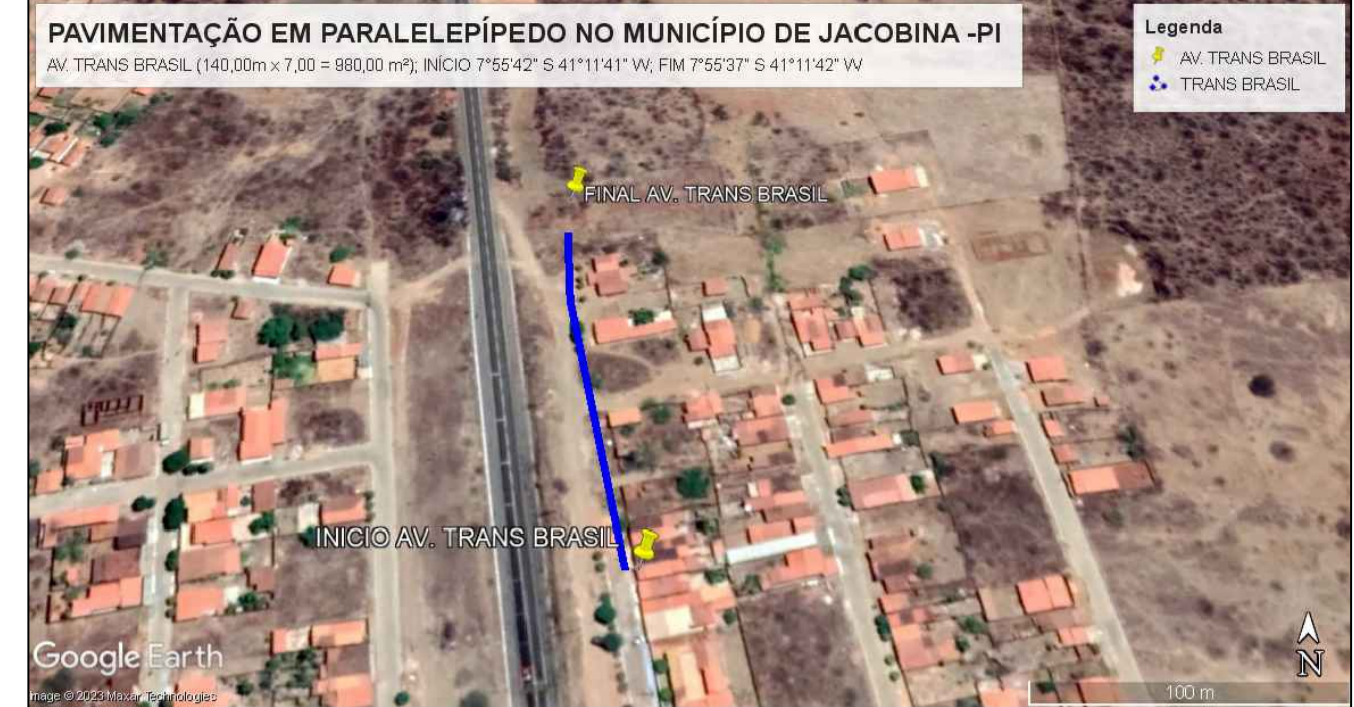 PAVIMENTAÇÃO EM PARALELEPÍPEDO NO MUNICÍPIO DE JACOBINA -PI
AV. TRANS BRASIL (140,00m x 7,00 = 980,00 m²); INÍCIO 7°55'42" S 41°11'41" W; FIM 7°55'37" S 41°11'42" W
Legenda
AV. TRANS BRASIL
TRANS BRASIL
FINAL AV. TRANS BRASIL
INICIO AV. TRANS BRASIL
Google Earth
Image © 2023 Maxar Technologies
N
100 m